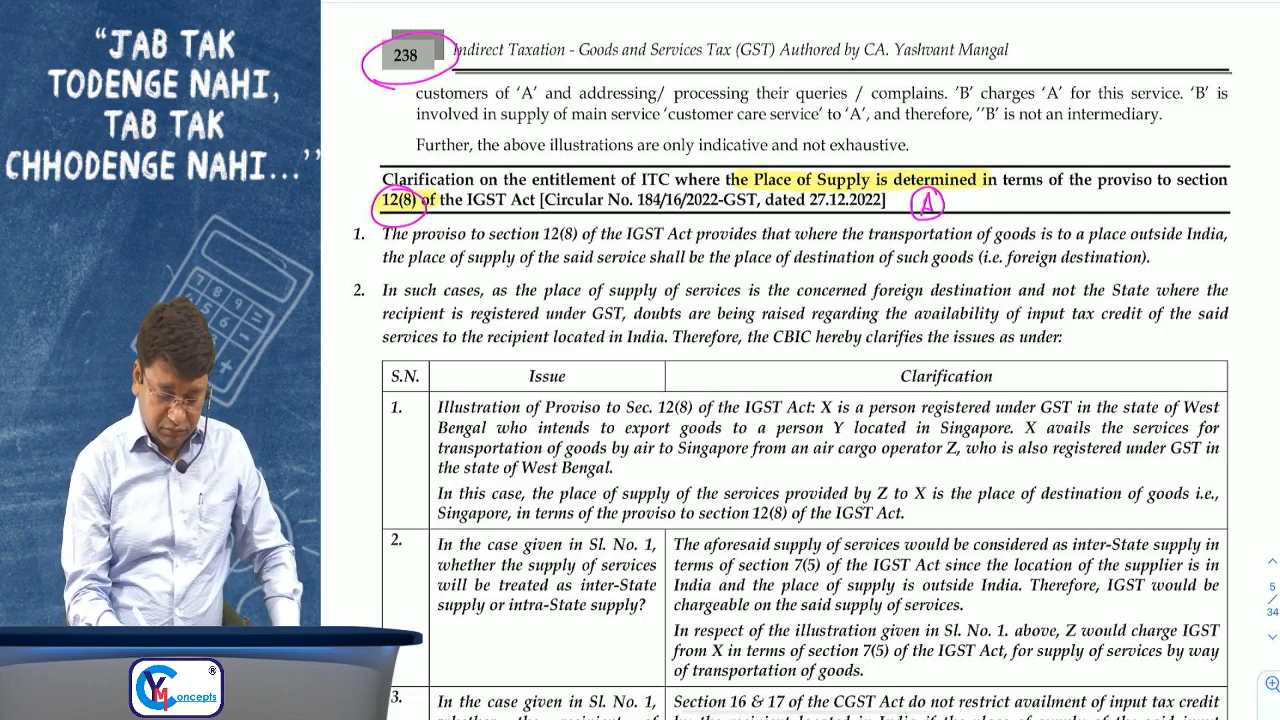 “JAB TAK
TODENGE NAHI,
TAB TAK
CHHODENGE NAHI...’’
238
Indirect Taxation - Goods and Services Tax (GST) Authored by CA. Yashvant Mangal
customers of ‘A’ and addressing/ processing their queries / complains. ‘B’ charges ‘A’ for this service. ‘B’ is
involved in supply of main service ‘customer care service’ to ‘A’, and therefore, ’’B’ is not an intermediary.
Further, the above illustrations are only indicative and not exhaustive.
Clarification on the entitlement of ITC where the Place of Supply is determined in terms of the proviso to section
12(8) of the IGST Act [Circular No. 184/16/2022-GST, dated 27.12.2022]
A
1. The proviso to section 12(8) of the IGST Act provides that where the transportation of goods is to a place outside India,
the place of supply of the said service shall be the place of destination of such goods (i.e. foreign destination).
2. In such cases, as the place of supply of services is the concerned foreign destination and not the State where the
recipient is registered under GST, doubts are being raised regarding the availability of input tax credit of the said
services to the recipient located in India. Therefore, the CBIC hereby clarifies the issues as under:
S.N. Issue Clarification
1. Illustration of Proviso to Sec. 12(8) of the IGST Act: X is a person registered under GST in the state of West
Bengal who intends to export goods to a person Y located in Singapore. X avails the services for
transportation of goods by air to Singapore from an air cargo operator Z, who is also registered under GST in
the state of West Bengal.
In this case, the place of supply of the services provided by Z to X is the place of destination of goods i.e.,
Singapore, in terms of the proviso to section 12(8) of the IGST Act.
2.
In the case given in Sl. No. 1,
whether the supply of services
will be treated as inter-State
supply or intra-State supply?
The aforesaid supply of services would be considered as inter-State supply in
terms of section 7(5) of the IGST Act since the location of the supplier is in
India and the place of supply is outside India. Therefore, IGST would be
chargeable on the said supply of services.
In respect of the illustration given in Sl. No. 1. above, Z would charge IGST
from X in terms of section 7(5) of the IGST Act, for supply of services by way
of transportation of goods.
3.
In the case given in Sl. No. 1,
Section 16 & 17 of the CGST Act do not restrict availment of input tax credit
5
/
34
YM Concepts
®
7 8 9